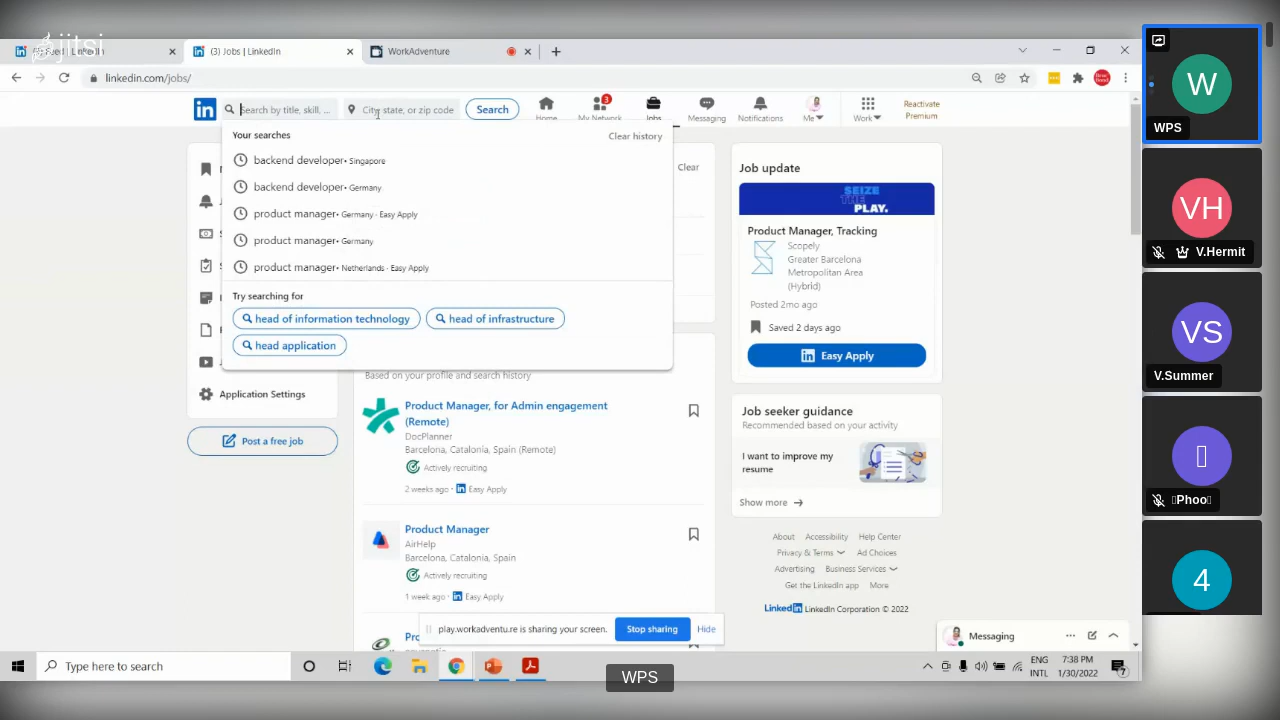 jitsi
(3) Jobs | LinkedIn
WorkAdventure
linkedin.com/jobs/
Search by title, skill, ...
City, state, or zip code
Search
Home
3
My Network
Jobs
Messaging
Notifications
Me
Work
Reactivate
Premium
Your searches
Clear history
backend developer• Singapore
backend developer• Germany
product manager• Germany · Easy Apply
product manager• Germany
product manager• Netherlands · Easy Apply
Try searching for
head of information technology
head of infrastructure
head application
Clear
Based on your profile and search history
Application Settings
Post a free job
Product Manager, for Admin engagement
(Remote)
DocPlanner
Barcelona, Catalonia, Spain (Remote)
Actively recruiting
2 weeks ago · Easy Apply
Product Manager
AirHelp
Barcelona, Catalonia, Spain
Actively recruiting
1 week ago · Easy Apply
Job update
SEIZE
THE
PLAY.
Product Manager, Tracking
Scopely
Greater Barcelona
Metropolitan Area
(Hybrid)
Posted 2mo ago
Saved 2 days ago
Easy Apply
Job seeker guidance
Recommended based on your activity
I want to improve my
resume
Show more →
About Accessibility Help Center
Privacy & Terms Ad Choices
Advertising Business Services
Get the LinkedIn app More
LinkedIn LinkedIn Corporation © 2022
play.workadventu.re is sharing your screen.
Stop sharing
Hide
Messaging
Type here to search
ENG
INTL
7:38 PM
1/30/2022
7
WPS
W
WPS
VH
V.Hermit
VS
V.Summer
Phoo
4